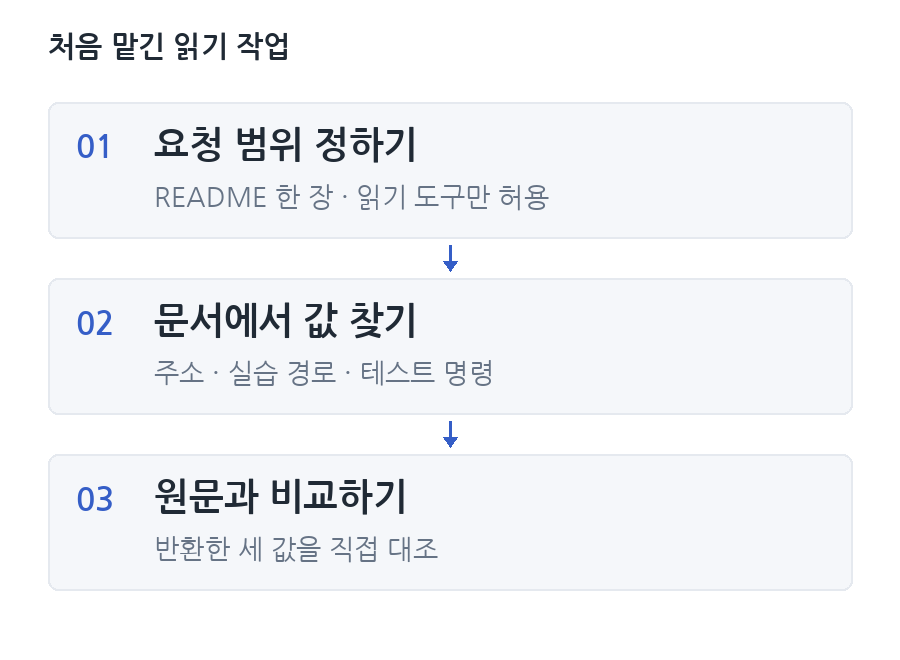 처음 맡긴 읽기 작업
01 요청 범위 정하기
README 한 장 · 읽기 도구만 허용
02 문서에서 값 찾기
주소 · 실습 경로 · 테스트 명령
03 원문과 비교하기
반환한 세 값을 직접 대조